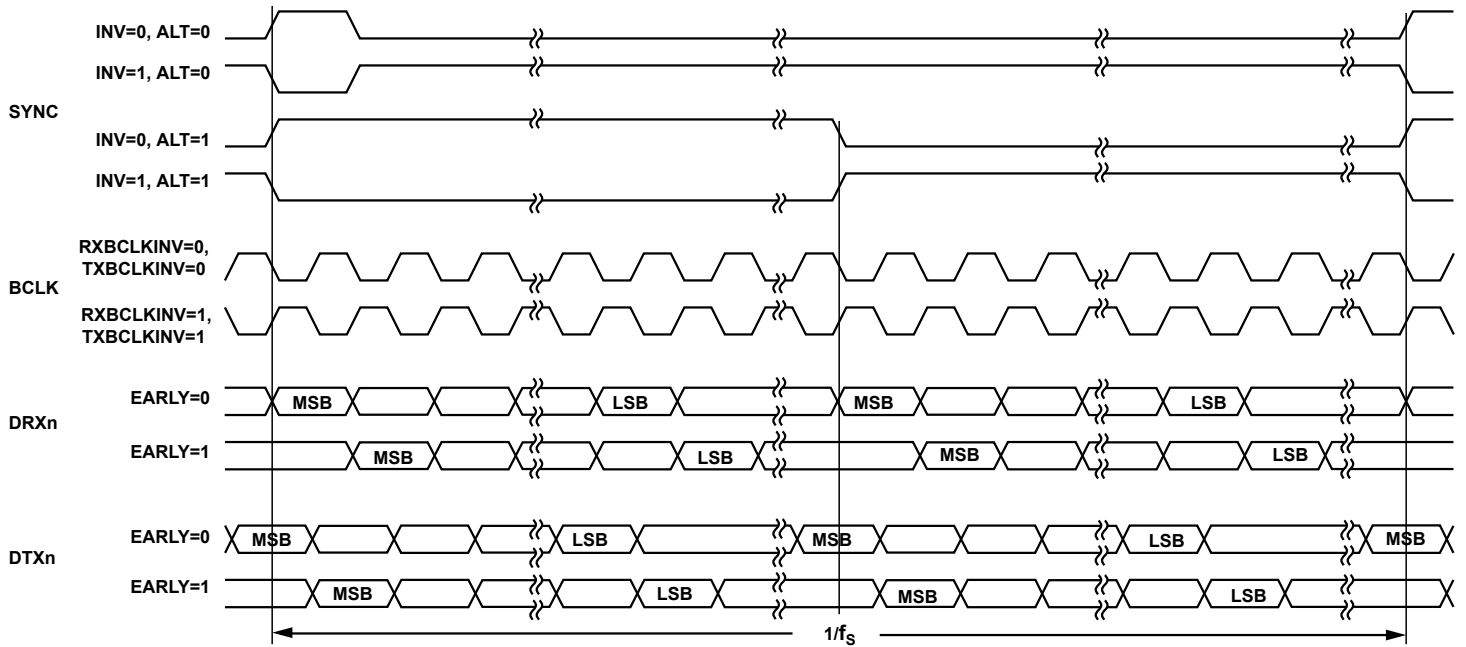 SYNC
INV=0, ALT=0
INV=1, ALT=0
INV=0, ALT=1
INV=1, ALT=1
BCLK
RXBCLKINV=0,
TXBCLKINV=0
RXBCLKINV=1,
TXBCLKINV=1
DRXn
EARLY=0
MSB LSB MSB LSB
EARLY=1
MSB LSB MSB LSB
DTXn
EARLY=0
MSB LSB MSB LSB MSB
EARLY=1
MSB LSB MSB LSB
1/fS